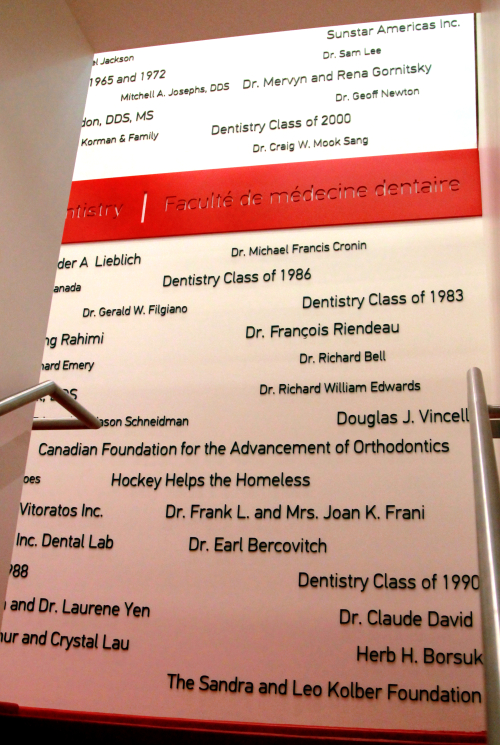 Sunstar Americas Inc.
Jackson Dr. Sam Lee
1965 and 1972 Dr. Mervyn and Rena Gornitsky
Mitchell A. Josephs, DDS Dr. Geoff Newton
DDS, MS Dentistry Class of 2000
Korman & Family Dr. Craig W. Mook Sang
ntistry | Faculté de médecine dentaire
der A Lieblich Dr. Michael Francis Cronin
anada Dentistry Class of 1986
Dr. Gerald W. Filgiano Dentistry Class of 1983
ng Rahimi Dr. François Riendeau
hard Emery Dr. Richard Bell
Dr. Richard William Edwards
Jason Schneidman Douglas J. Vincell
Canadian Foundation for the Advancement of Orthodontics
oes Hockey Helps the Homeless
Vitoratos Inc. Dr. Frank L. and Mrs. Joan K. Frani
Inc. Dental Lab Dr. Earl Bercovitch
988 Dentistry Class of 1990
and Dr. Laurene Yen Dr. Claude David
hur and Crystal Lau Herb H. Borsuk
The Sandra and Leo Kolber Foundation